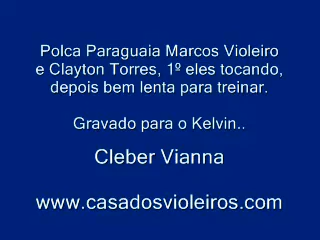 Polca Paraguaia Marcos Violeiro
e Clayton Torres, 1º eles tocando,
depois bem lenta para treinar.
Gravado para o Kelvin..
Cleber Vianna
www.casadosvioleiros.com